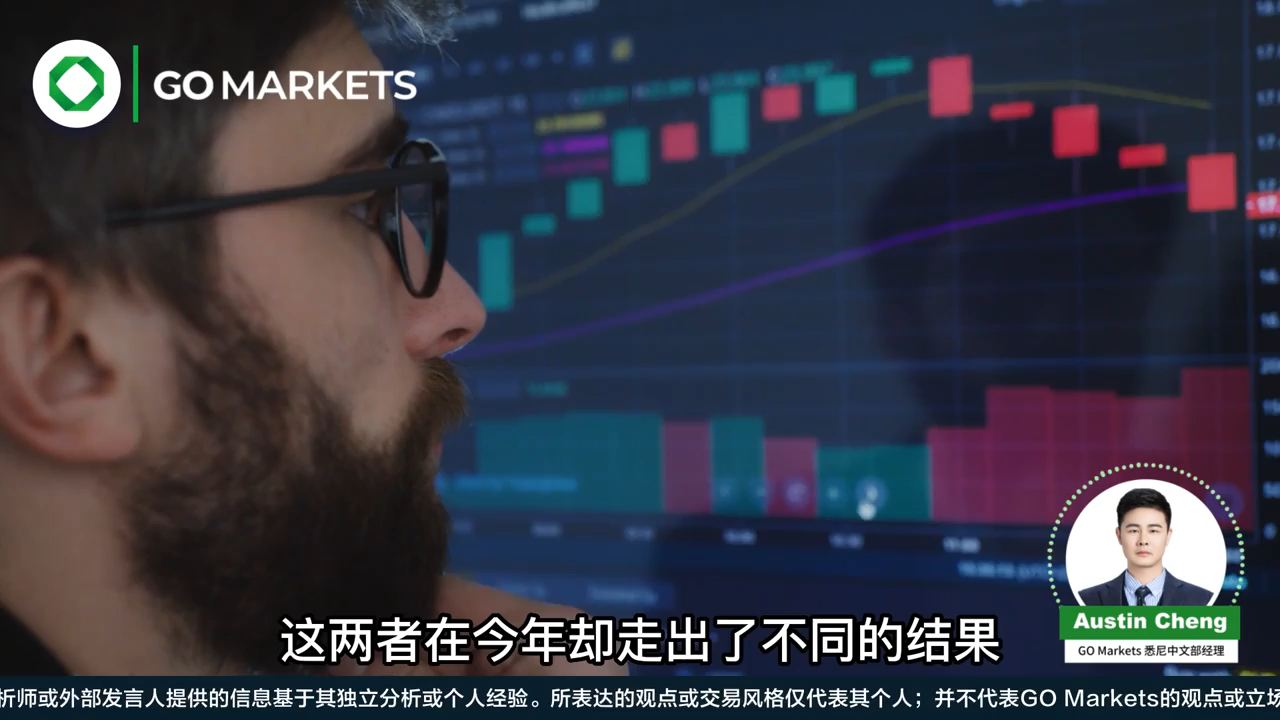 GO MARKETS
这两者在今年却走出了不同的结果
Austin Cheng
GO Markets 悉尼中文部经理
析师或外部发言人提供的信息基于其独立分析或个人经验。所表达的观点或交易风格仅代表其个人；并不代表GO Markets的观点或立场